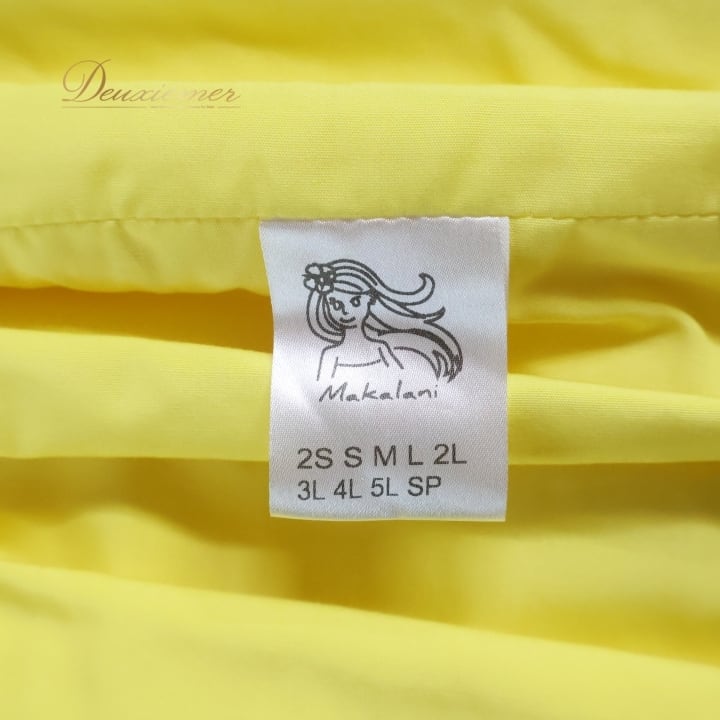 Deuxiemer
Makalani
2S S M L 2L
3L 4L 5L SP